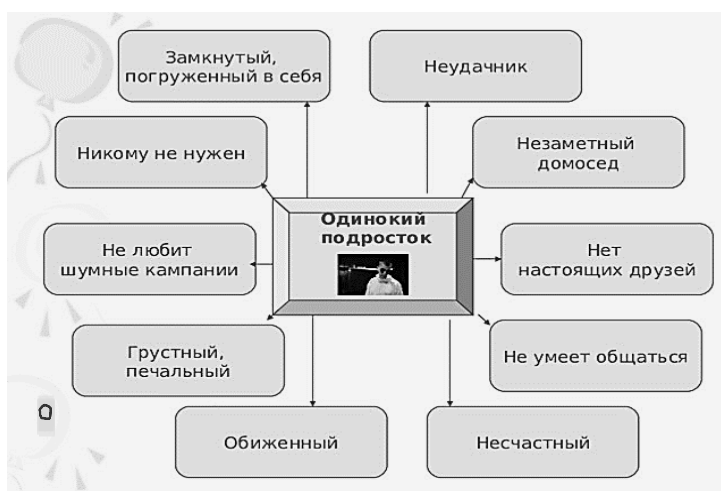 Замкнутый,
погруженный в себя
Неудачник
Никому не нужен
Незаметный
домосед
Одинокий
подросток
Не любит
шумные кампании
Нет
настоящих друзей
Грустный,
печальный
Не умеет общаться
Обиженный
Несчастный